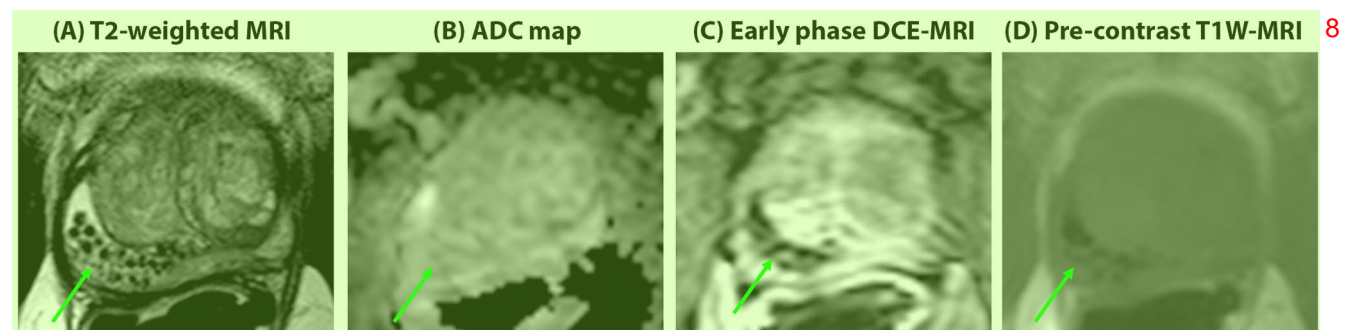 (A) T2-weighted MRI (B) ADC map (C) Early phase DCE-MRI (D) Pre-contrast T1W-MRI 8